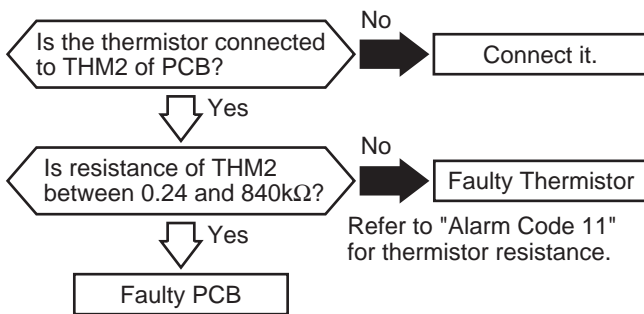 Is the thermistor connected
to THM2 of PCB?
No
Connect it.
Yes
Is resistance of THM2
between 0.24 and 840kΩ?
No
Faulty Thermistor
Refer to "Alarm Code 11"
for thermistor resistance.
Yes
Faulty PCB